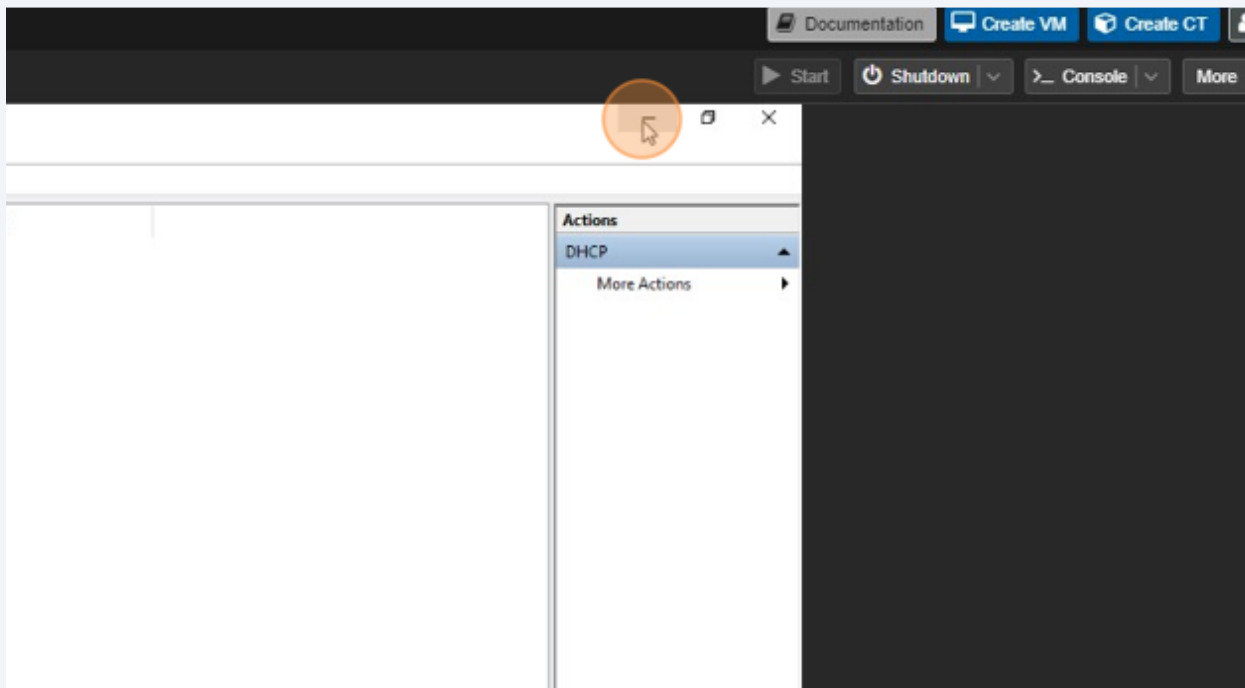 Documentation Create VM Create CT
Start Shutdown >_ Console More
Actions
DHCP
More Actions